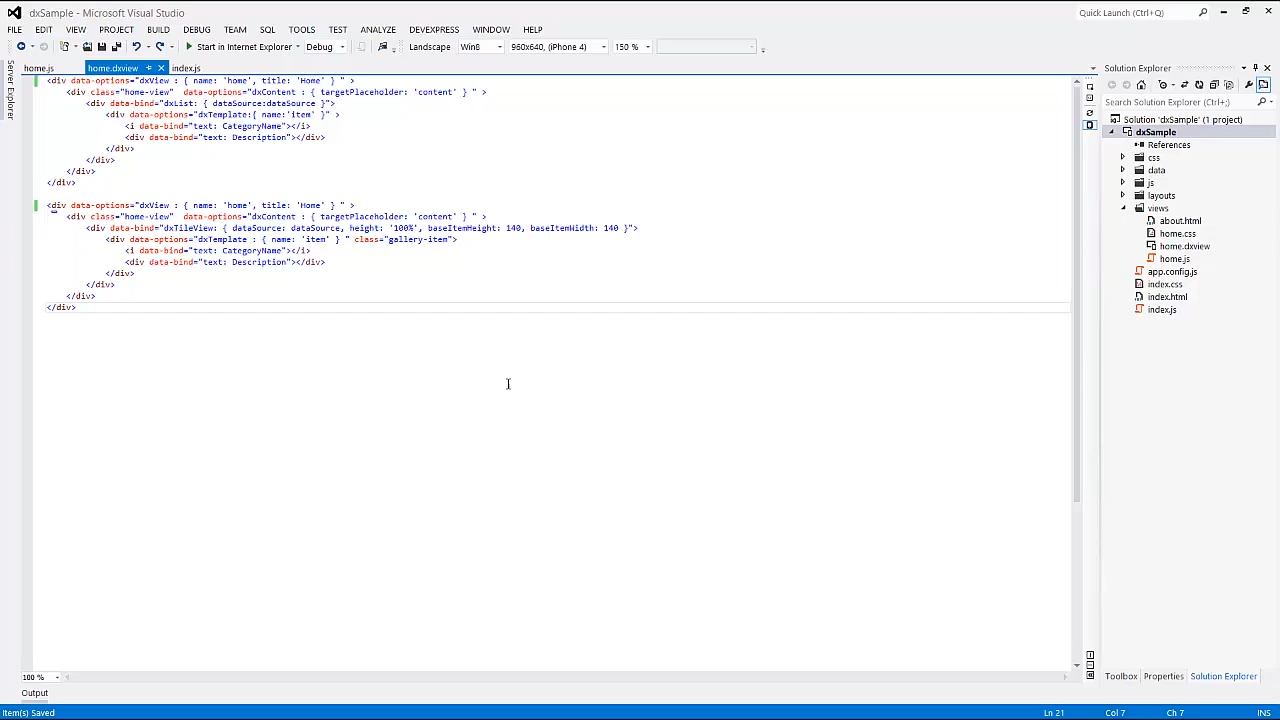 dxSample - Microsoft Visual Studio
Quick Launch (Ctrl+Q)
FILE EDIT VIEW PROJECT BUILD DEBUG TEAM SQL TOOLS TEST ANALYZE DEVEXPRESS WINDOW HELP
Start in Internet Explorer Debug Landscape Win8 960x640, (iPhone 4) 150 %
Server Explorer
home.js home.dxview index.js
<div data-options="dxView : { name: 'home', title: 'Home' } " >
<div class="home-view" data-options="dxContent : { targetPlaceholder: 'content' } " >
<div data-bind="dxList: { dataSource:dataSource }">
<div data-options="dxTemplate:{ name:'item' }" >
<i data-bind="text: CategoryName"></i>
<div data-bind="text: Description"></div>
</div>
</div>
</div>
</div>
<div data-options="dxView : { name: 'home', title: 'Home' } " >
<div class="home-view" data-options="dxContent : { targetPlaceholder: 'content' } " >
<div data-bind="dxTileView: { dataSource: dataSource, height: '100%', baseItemHeight: 140, baseItemWidth: 140 }">
<div data-options="dxTemplate : { name: 'item' } " class="gallery-item">
<i data-bind="text: CategoryName"></i>
<div data-bind="text: Description"></div>
</div>
</div>
</div>
</div>
100 %
Output
Item(s) Saved
Solution Explorer
Search Solution Explorer (Ctrl+;)
Solution 'dxSample' (1 project)
dxSample
References
css
data
js
layouts
views
about.html
home.css
home.dxview
home.js
app.config.js
index.css
index.html
index.js
Toolbox Properties Solution Explorer
Ln 21 Col 7 Ch 7 INS